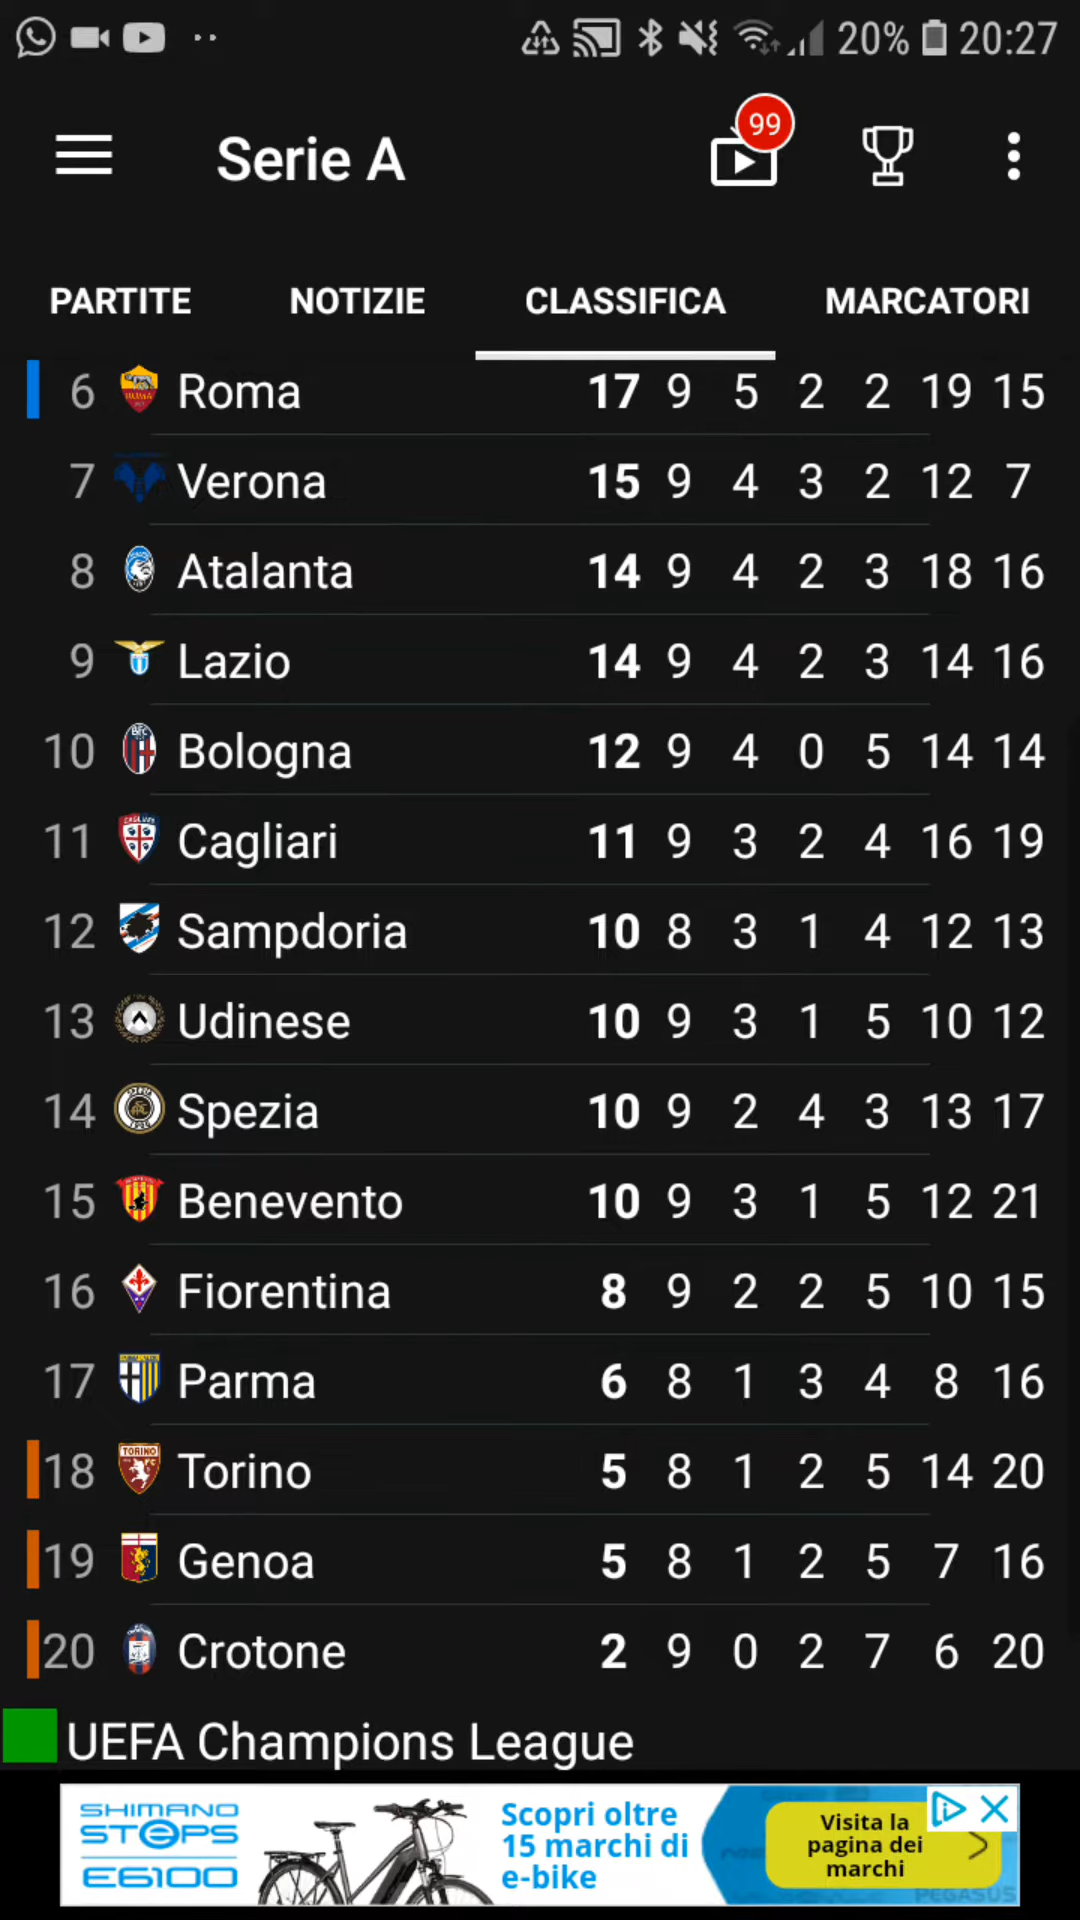 20% 20:27
99
Serie A
PARTITE NOTIZIE CLASSIFICA MARCATORI
6 Roma 17 9 5 2 2 19 15
7 Verona 15 9 4 3 2 12 7
8 Atalanta 14 9 4 2 3 18 16
9 Lazio 14 9 4 2 3 14 16
10 Bologna 12 9 4 0 5 14 14
11 Cagliari 11 9 3 2 4 16 19
12 Sampdoria 10 8 3 1 4 12 13
13 Udinese 10 9 3 1 5 10 12
14 Spezia 10 9 2 4 3 13 17
15 Benevento 10 9 3 1 5 12 21
16 Fiorentina 8 9 2 2 5 10 15
17 Parma 6 8 1 3 4 8 16
18 Torino 5 8 1 2 5 14 20
19 Genoa 5 8 1 2 5 7 16
20 Crotone 2 9 0 2 7 6 20
UEFA Champions League
SHIMANO
STEPS
E6100
Scopri oltre
15 marchi di
e-bike
Visita la
pagina dei
marchi
PEGASUS